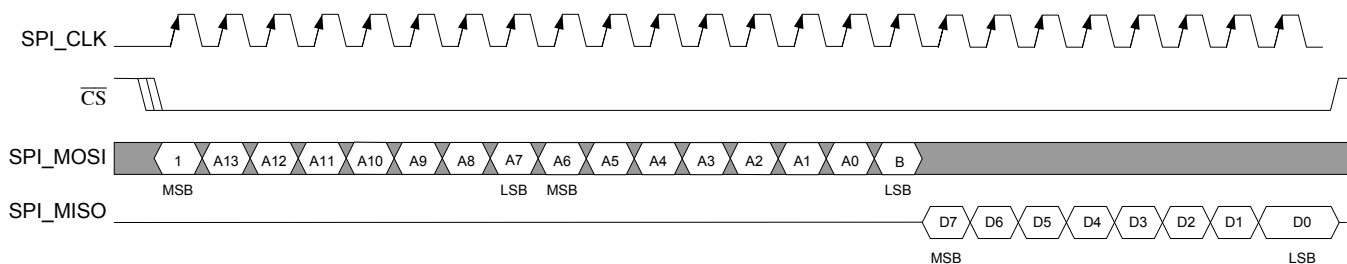 SPI_CLK
CS
SPI_MOSI 1 A13 A12 A11 A10 A9 A8 A7 A6 A5 A4 A3 A2 A1 A0 B
MSB LSB MSB LSB
SPI_MISO D7 D6 D5 D4 D3 D2 D1 D0
MSB LSB